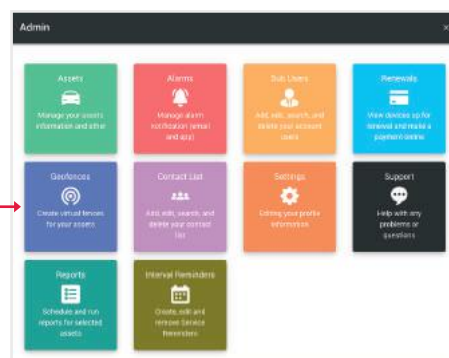 Admin
×
Assets
Manage your assets
information and other
Alarms
Manage alarm
notification (email
and app)
Sub Users
Add, edit, search, and
delete your account
users
Renewals
View devices up for
renewal and make a
payment online
Geofences
Create virtual fences
for your assets
Contact List
Add, edit, search, and
delete your contact
list
Settings
Editing your profile
information
Support
Help with any
problems or
questions
Reports
Schedule and run
reports for selected
assets
Interval Reminders
Create, edit and
remove Service
Reminders